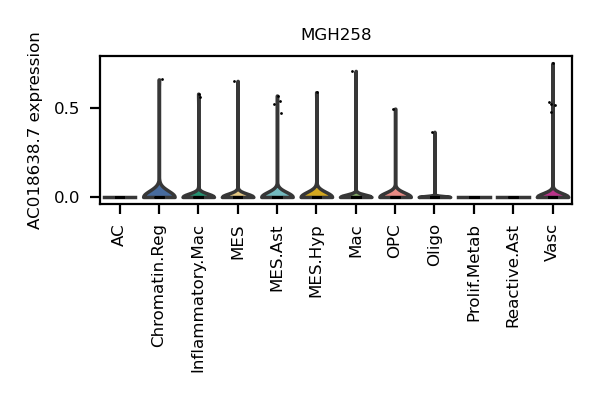 MGH258
AC018638.7 expression
0.5
0.0
AC
Chromatin.Reg
Inflammatory.Mac
MES
MES.Ast
MES.Hyp
Mac
OPC
Oligo
Prolif.Metab
Reactive.Ast
Vasc